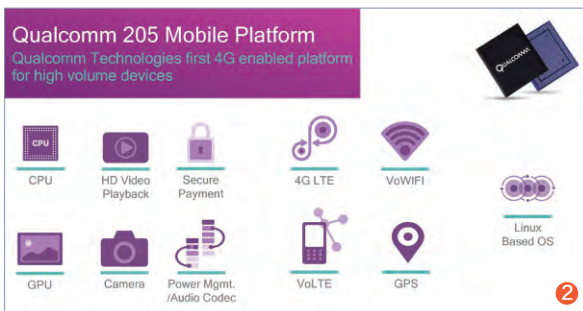 Qualcomm 205 Mobile Platform
Qualcomm Technologies first 4G enabled platform
for high volume devices
QUALCOMM
CPU
CPU
HD Video
Playback
Secure
Payment
4G LTE
VoWIFI
Linux
Based OS
GPU
Camera
Power Mgmt.
/Audio Codec
VoLTE
GPS
2